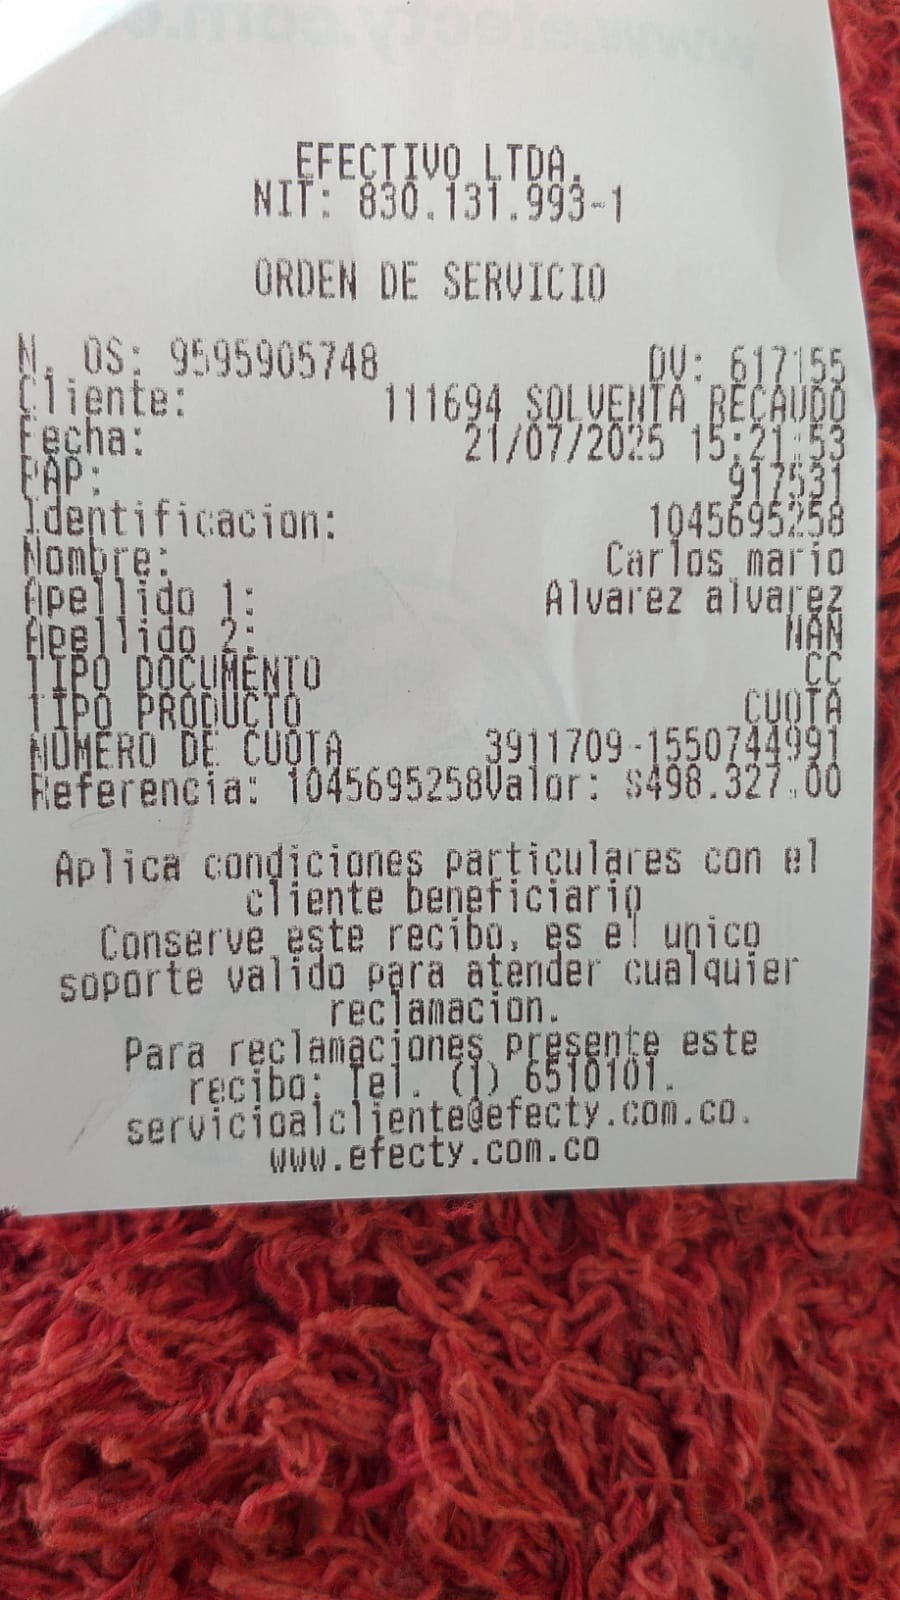 www.efecty.com.co
EFECTIVO LTDA.
NIT: 830.131.993-1
ORDEN DE SERVICIO
N. OS: 9595905748 DV: 617155
Cliente: 111694 SOLVENTA RECAUDO
Fecha: 21/07/2025 15:21:53
PAP: 917531
Identificacion: 1045695258
Nombre: Carlos mario
Apellido 1: Alvarez alvarez
Apellido 2: NAN
TIPO DOCUMENTO CC
TIPO PRODUCTO CUOTA
NUMERO DE CUOTA 3911709-1550744991
Referencia: 1045695258Valor: $498.327.00
Aplica condiciones particulares con el
cliente beneficiario
Conserve este recibo, es el unico
soporte valido para atender cualquier
reclamacion.
Para reclamaciones presente este
recibo: Tel. (1) 6510101.
servicioalcliente@efecty.com.co.
www.efecty.com.co